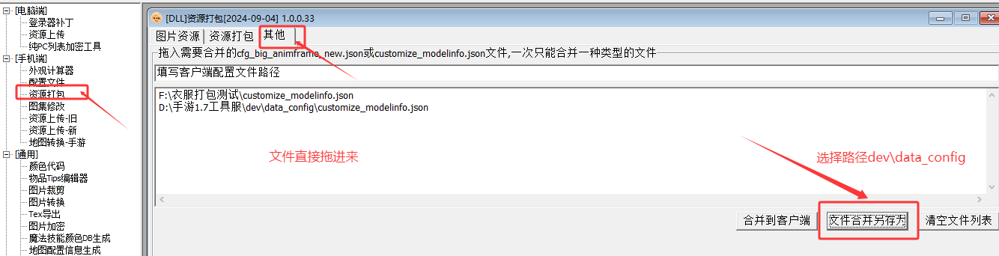 [电脑端]
登录器补丁
资源上传
纯PC列表加密工具
[手机端]
外观计算器
配置文件
资源打包
图集修改
资源上传-旧
资源上传-新
地图转换-手游
[通用]
颜色代码
物品Tips编辑器
图片裁剪
图片转换
Tex导出
图片加密
魔法技能颜色DB生成
地图配置信息生成
[DLL]资源打包[2024-09-04] 1.0.0.33
图片资源 资源打包 其他
拖入需要合并的cfg_big_animframe_new.json或customize_modelinfo.json文件,一次只能合并一种类型的文件
填写客户端配置文件路径
F:\衣服打包测试\customize_modelinfo.json
D:\手游1.7工具服\dev\data_config\customize_modelinfo.json
文件直接拖进来
选择路径dev\data_config
合并到客户端 文件合并另存为 清空文件列表